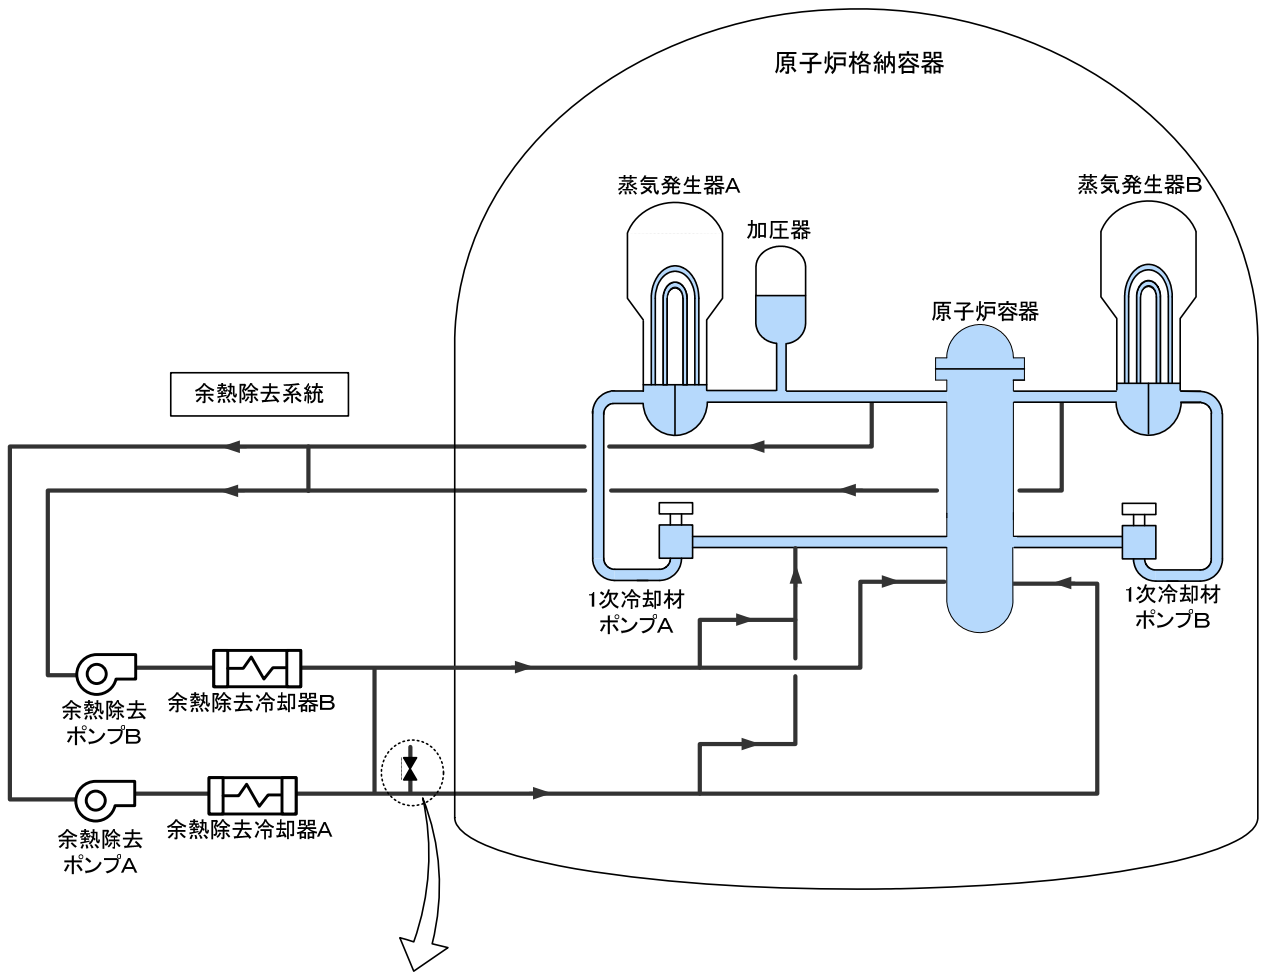 原子炉格納容器
蒸気発生器A
蒸気発生器B
加圧器
原子炉容器
余熱除去系統
1次冷却材
ポンプA
1次冷却材
ポンプB
余熱除去
ポンプB
余熱除去冷却器B
余熱除去
ポンプA
余熱除去冷却器A